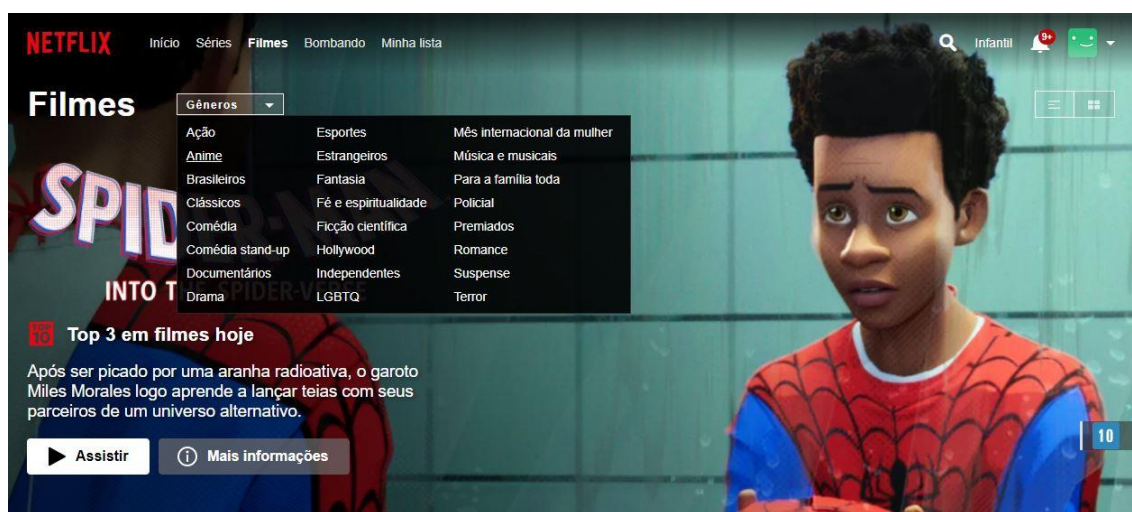 NETFLIX Início Séries Filmes Bombando Minha lista Infantil 9+
Filmes Gêneros
Ação Esportes Mês internacional da mulher
Anime Estrangeiros Música e musicais
Brasileiros Fantasia Para a família toda
Clássicos Fé e espiritualidade Policial
Comédia Ficção científica Premiados
Comédia stand-up Hollywood Romance
Documentários Independentes Suspense
Drama LGBTQ Terror
SPIDER-MAN
INTO THE SPIDER-VERSE
TOP 10 Top 3 em filmes hoje
Após ser picado por uma aranha radioativa, o garoto
Miles Morales logo aprende a lançar teias com seus
parceiros de um universo alternativo.
Assistir Mais informações
10